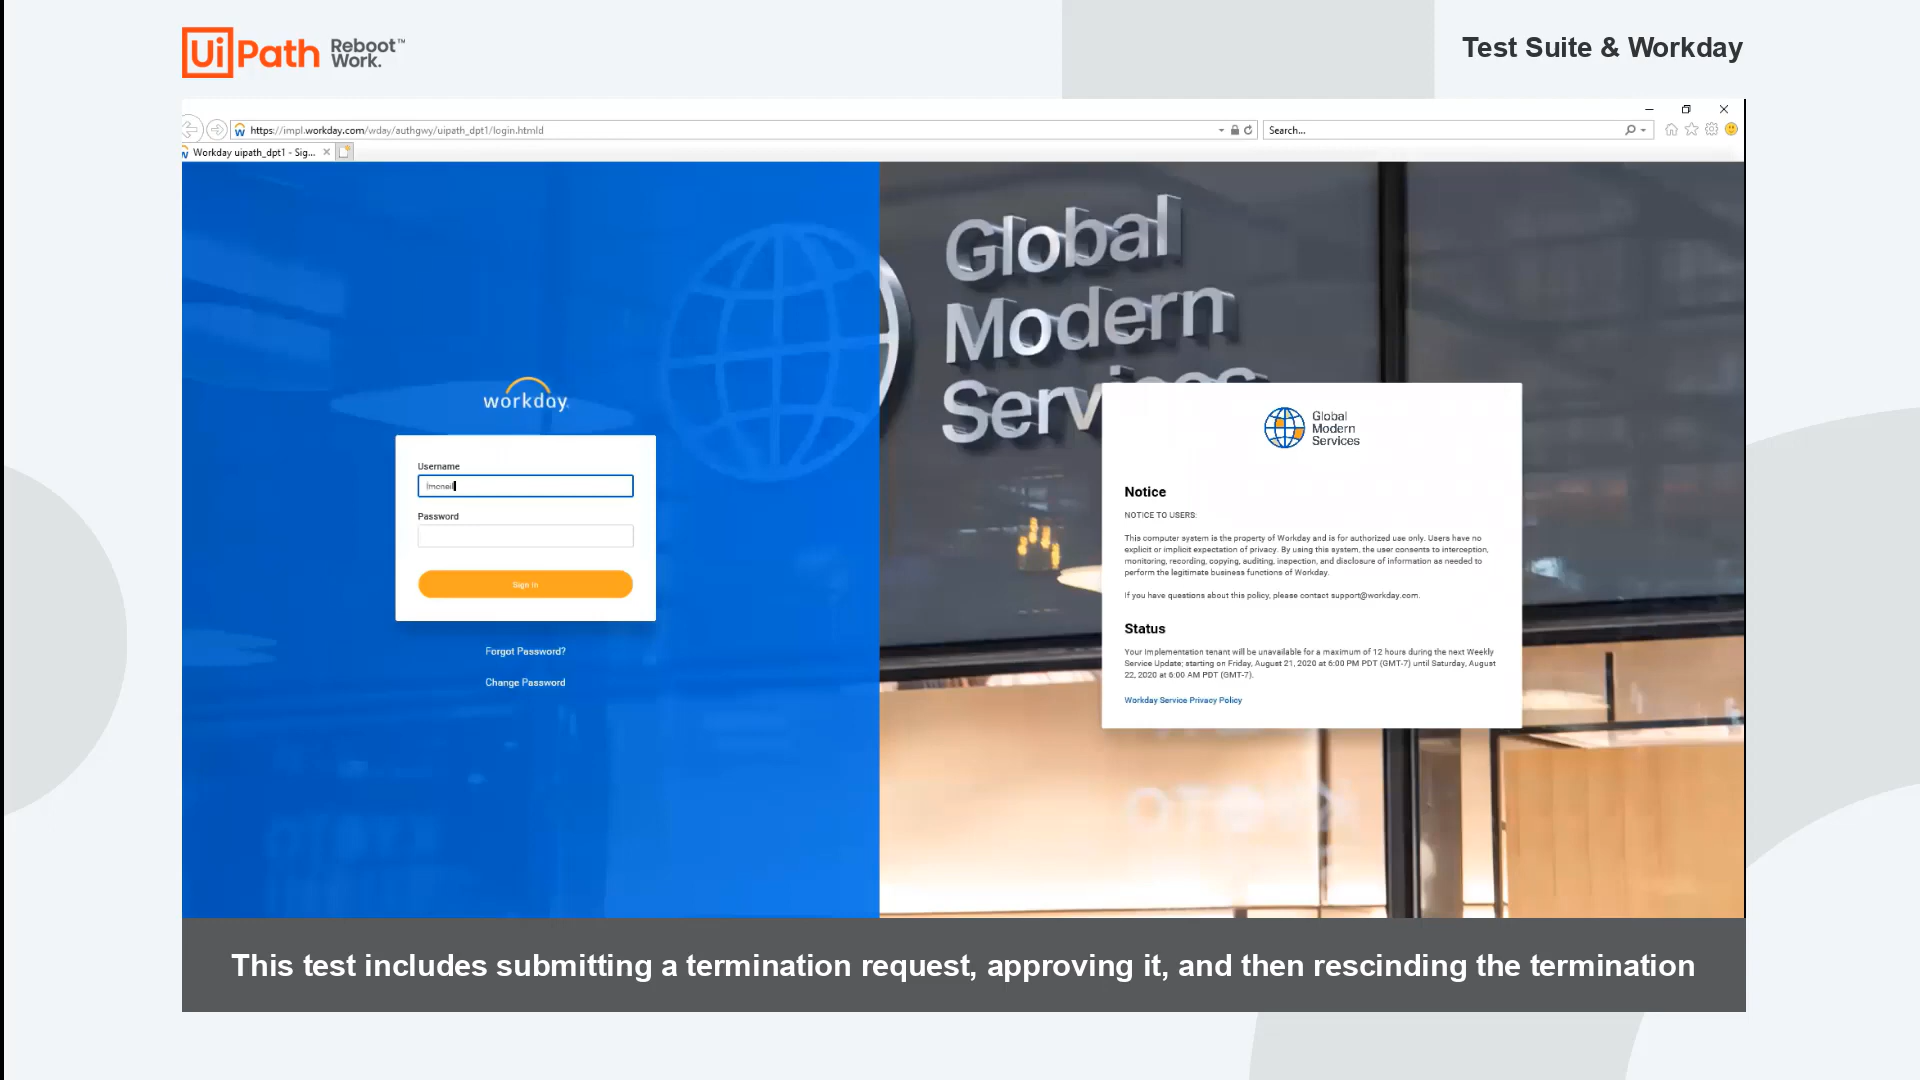 UiPath Reboot Work.™
Test Suite & Workday
https://impl.workday.com/wday/authgwy/uipath_dpt1/login.htmld
Search...
Workday uipath_dpt1 - Sig...
Global
Modern
Services
workday.
Username
Password
Sign In
Forgot Password?
Change Password
Global
Modern
Services
Notice
NOTICE TO USERS:
This computer system is the property of Workday and is for authorized use only. Users have no
explicit or implicit expectation of privacy. By using this system, the user consents to interception,
monitoring, recording, copying, auditing, inspection, and disclosure of information as needed to
perform the legitimate business functions of Workday.
If you have questions about this policy, please contact support@workday.com.
Status
Your Implementation tenant will be unavailable for a maximum of 12 hours during the next Weekly
Service Update; starting on Friday, August 21, 2020 at 6:00 PM PDT (GMT-7) until Saturday, August
22, 2020 at 6:00 AM PDT (GMT-7).
Workday Service Privacy Policy
This test includes submitting a termination request, approving it, and then rescinding the termination